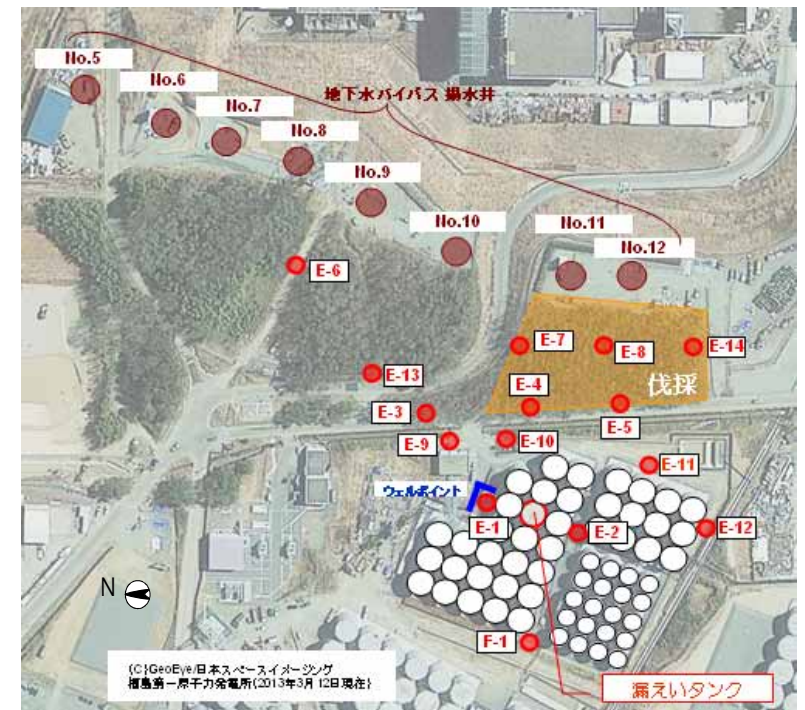 No.5
No.6
No.7
No.8
No.9
No.10
地下水バイパス 揚水井
No.11
No.12
E-6
E-7
E-8
E-14
伐採
E-13
E-4
E-3
E-5
E-9
E-10
E-11
ウェルポイント
E-1
E-2
E-12
N
F-1
(C)GeoEye/日本スペースイメージング
福島第一原子力発電所(2013年3月12日現在)
漏えいタンク